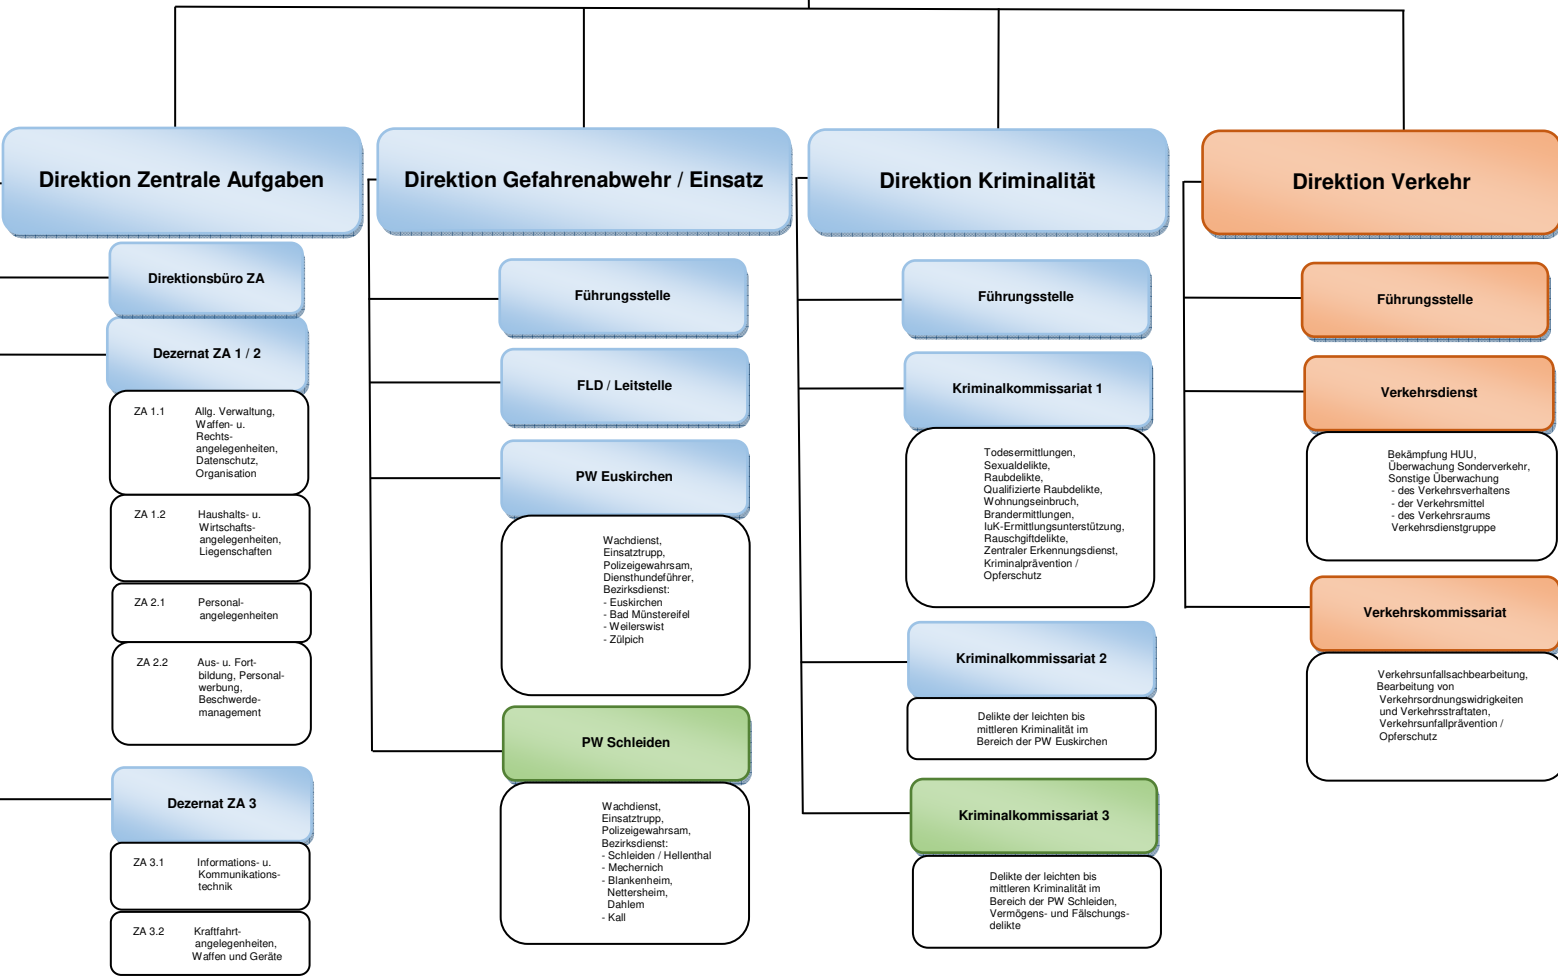 Direktion Zentrale Aufgaben
Direktionsbüro ZA
Dezernat ZA 1 / 2
ZA 1.1 Allg. Verwaltung,
Waffen- u.
Rechts-
angelegenheiten,
Datenschutz,
Organisation
ZA 1.2 Haushalts- u.
Wirtschafts-
angelegenheiten,
Liegenschaften
ZA 2.1 Personal-
angelegenheiten
ZA 2.2 Aus- u. Fort-
bildung, Personal-
werbung,
Beschwerde-
management
Dezernat ZA 3
ZA 3.1 Informations- u.
Kommunikations-
technik
ZA 3.2 Kraftfahrt-
angelegenheiten,
Waffen und Geräte
Direktion Gefahrenabwehr / Einsatz
Führungsstelle
FLD / Leitstelle
PW Euskirchen
Wachdienst,
Einsatztrupp,
Polizeigewahrsam,
Diensthundeführer,
Bezirksdienst:
- Euskirchen
- Bad Münstereifel
- Weilerswist
- Zülpich
PW Schleiden
Wachdienst,
Einsatztrupp,
Polizeigewahrsam,
Bezirksdienst:
- Schleiden / Hellenthal
- Mechernich
- Blankenheim,
Nettersheim,
Dahlem
- Kall
Direktion Kriminalität
Führungsstelle
Kriminalkommissariat 1
Todesermittlungen,
Sexualdelikte,
Raubdelikte,
Qualifizierte Raubdelikte,
Wohnungseinbruch,
Brandermittlungen,
IuK-Ermittlungsunterstützung,
Rauschgiftdelikte,
Zentraler Erkennungsdienst,
Kriminalprävention /
Opferschutz
Kriminalkommissariat 2
Delikte der leichten bis
mittleren Kriminalität im
Bereich der PW Euskirchen
Kriminalkommissariat 3
Delikte der leichten bis
mittleren Kriminalität im
Bereich der PW Schleiden,
Vermögens- und Fälschungs-
delikte
Direktion Verkehr
Führungsstelle
Verkehrsdienst
Bekämpfung HUU,
Überwachung Sonderverkehr,
Sonstige Überwachung
- des Verkehrsverhaltens
- der Verkehrsmittel
- des Verkehrsraums
Verkehrsdienstgruppe
Verkehrskommissariat
Verkehrsunfallsachbearbeitung,
Bearbeitung von
Verkehrsordnungswidrigkeiten
und Verkehrsstraftaten,
Verkehrsunfallprävention /
Opferschutz